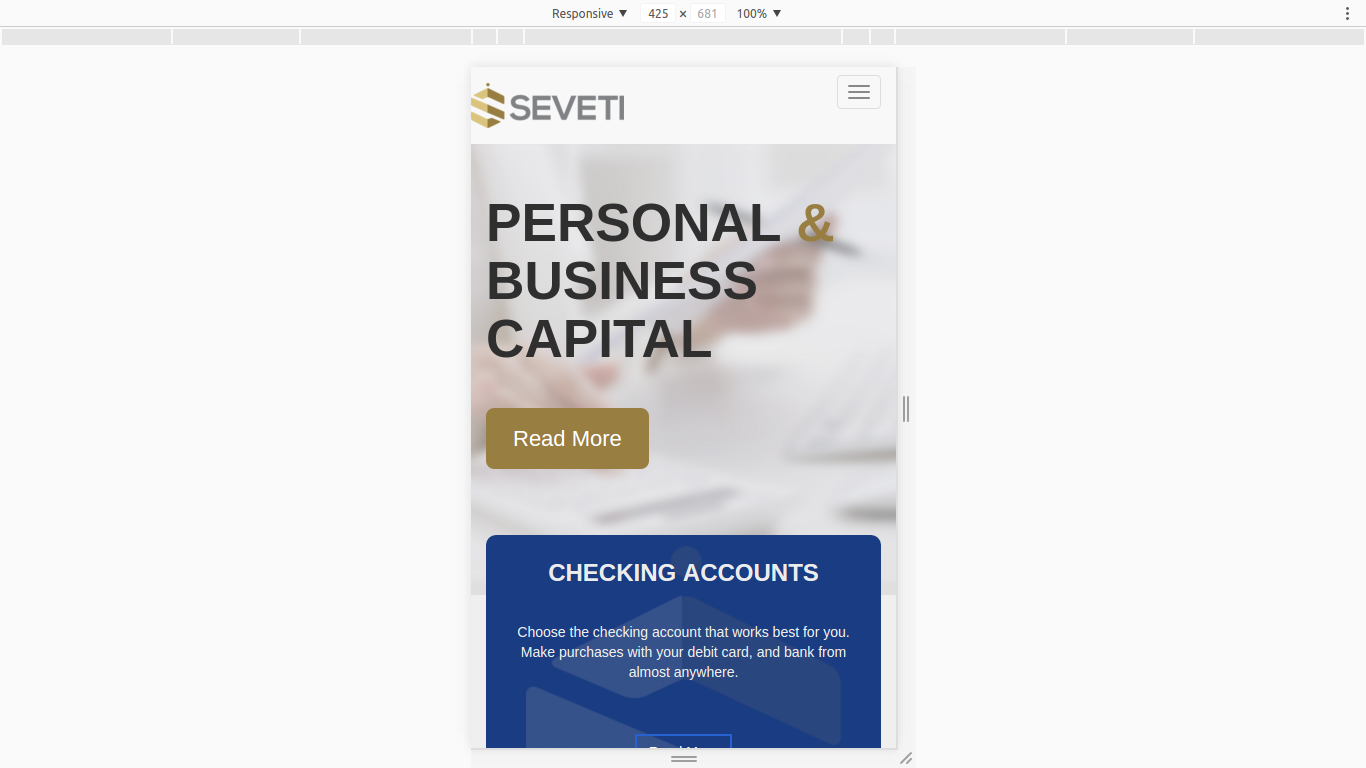 Responsive 425 × 681 100%
SEVETI
PERSONAL &
BUSINESS
CAPITAL
Read More
CHECKING ACCOUNTS
Choose the checking account that works best for you.
Make purchases with your debit card, and bank from
almost anywhere.